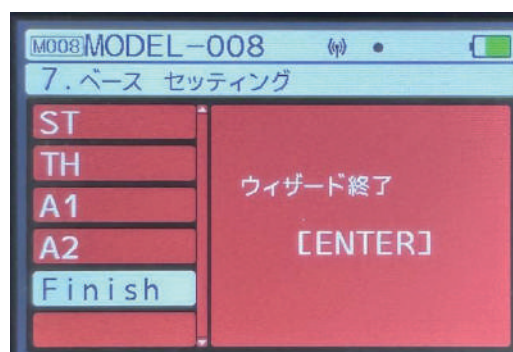 M008 MODEL-008
7.ベース セッティング
ST
TH
A1
A2
Finish
ウィザード終了
[ENTER]